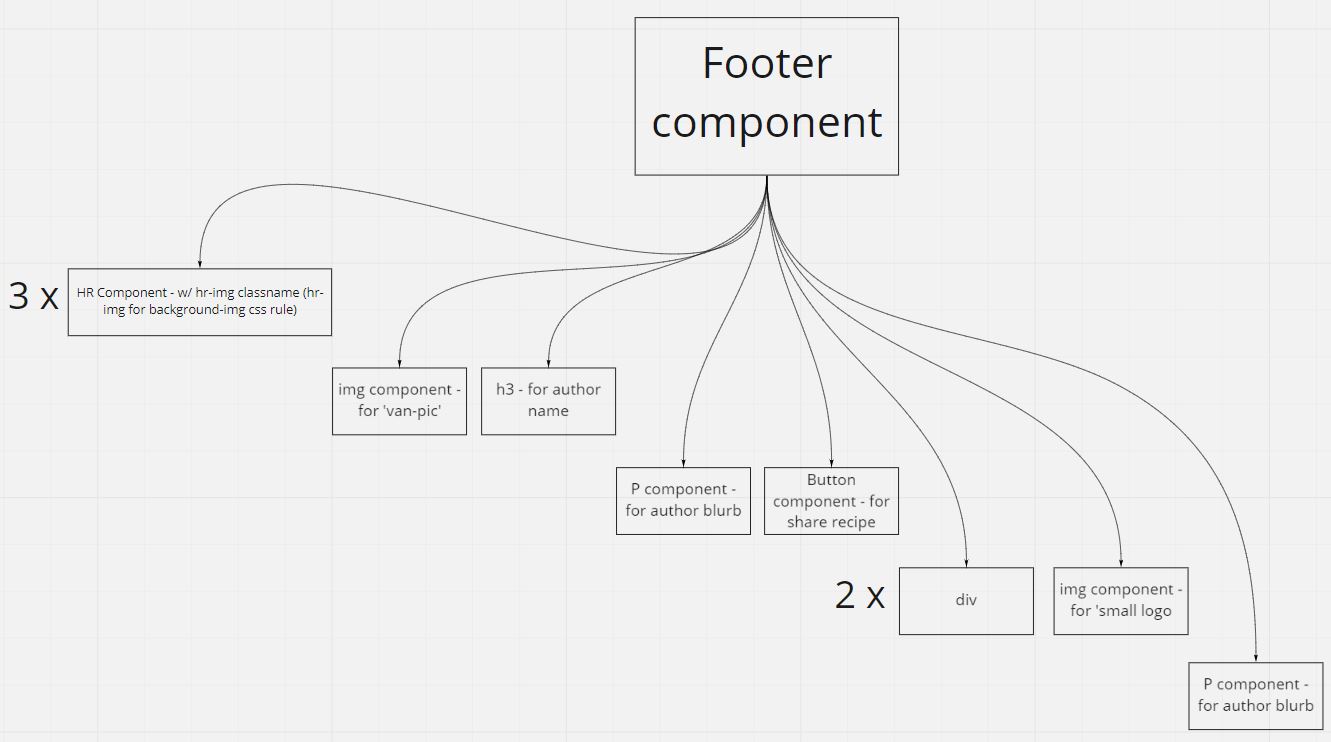 Footer
component
3 x
HR Component - w/ hr-img classname (hr-
img for background-img css rule)
img component -
for 'van-pic'
h3 - for author
name
P component -
for author blurb
Button
component - for
share recipe
2 x
div
img component -
for 'small logo
P component -
for author blurb